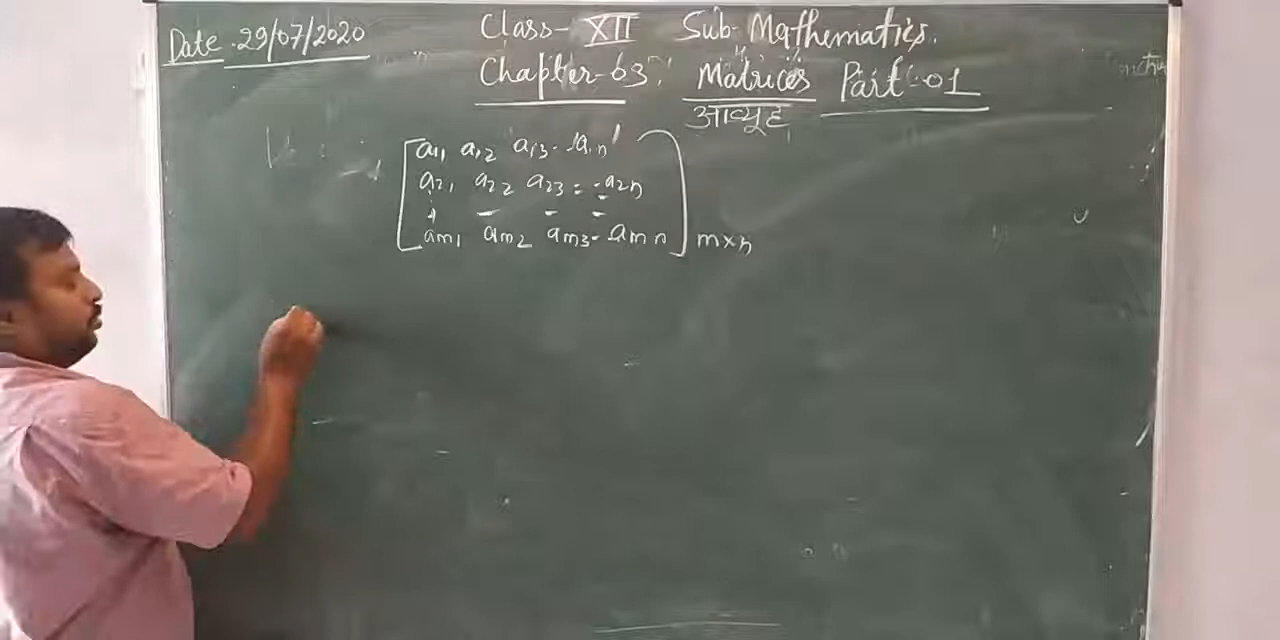 Date. 29/07/2020
Class- XII Sub- Mathematics.
Chapter-03: Matrices Part-01
आव्यूह
a11 a12 a13 - - a1n
a21 a22 a23 = - - a2n
am1 am2 am3 - amn
m×n